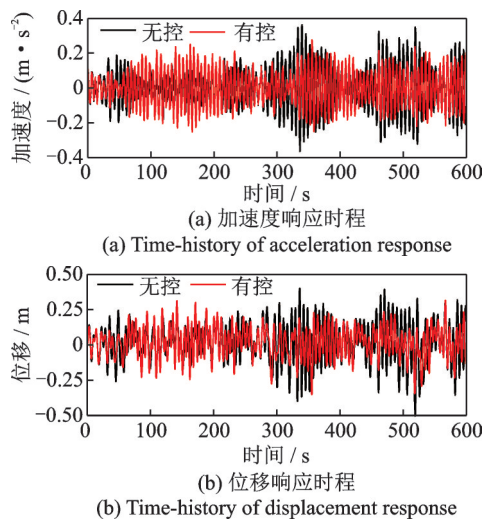 无控 有控
0.4
0.2
0
−0.2
−0.4
加速度 / (m · s⁻²)
0 100 200 300 400 500 600
时间 / s
(a) 加速度响应时程
(a) Time-history of acceleration response
无控 有控
0.50
0.25
0
−0.25
−0.50
位移 / m
0 100 200 300 400 500 600
时间 / s
(b) 位移响应时程
(b) Time-history of displacement response